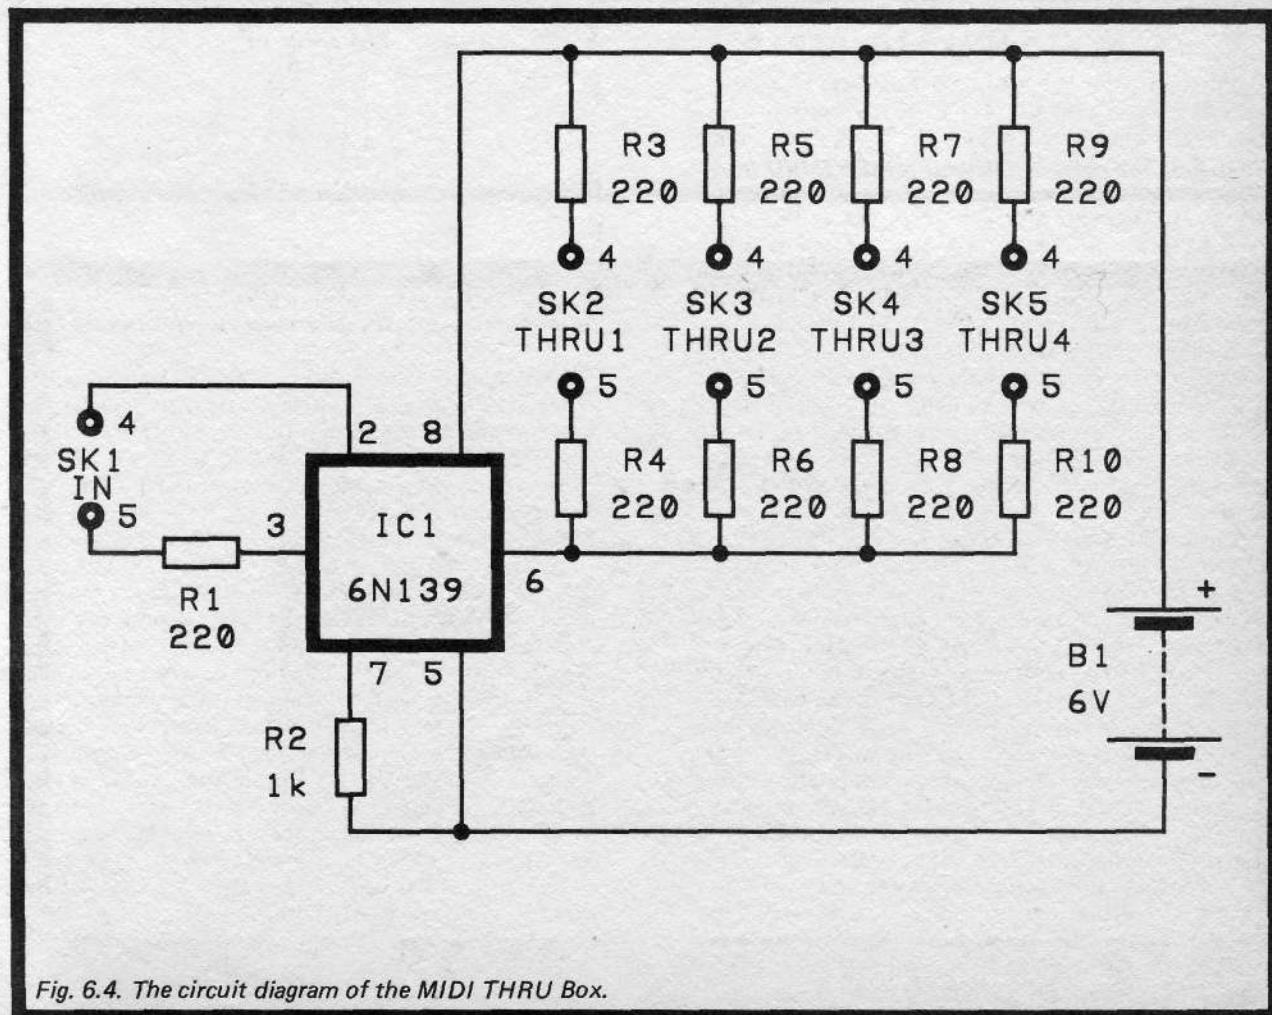 R3
220
R5
220
R7
220
R9
220
4
4
4
4
SK2
THRU1
SK3
THRU2
SK4
THRU3
SK5
THRU4
5
5
5
5
R4
220
R6
220
R8
220
R10
220
4
SK1
IN
5
R1
220
2
8
3
IC1
6N139
6
7
5
R2
1k
+
B1
6V
-
Fig. 6.4. The circuit diagram of the MIDI THRU Box.